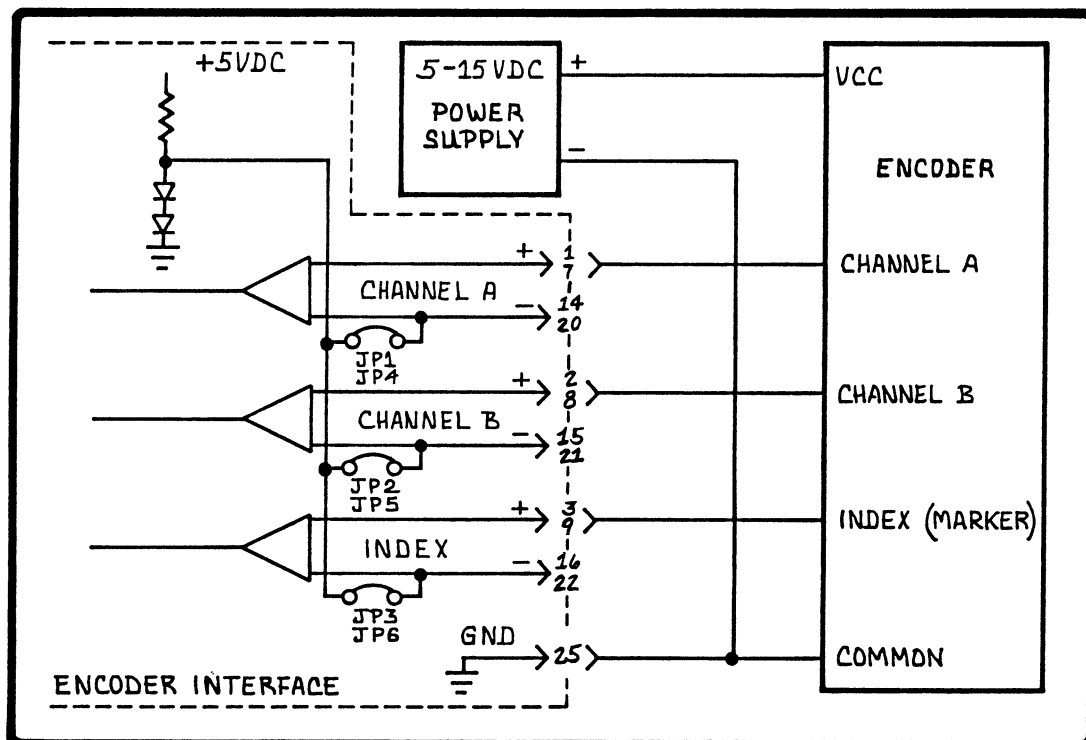 +5VDC
5-15 VDC
POWER
SUPPLY
+
−
VCC
ENCODER
+
1
7
CHANNEL A
CHANNEL A
−
14
20
JP1
JP4
+
2
8
CHANNEL B
CHANNEL B
−
15
21
JP2
JP5
+
3
9
INDEX (MARKER)
INDEX
−
16
22
JP3
JP6
GND
25
COMMON
ENCODER INTERFACE